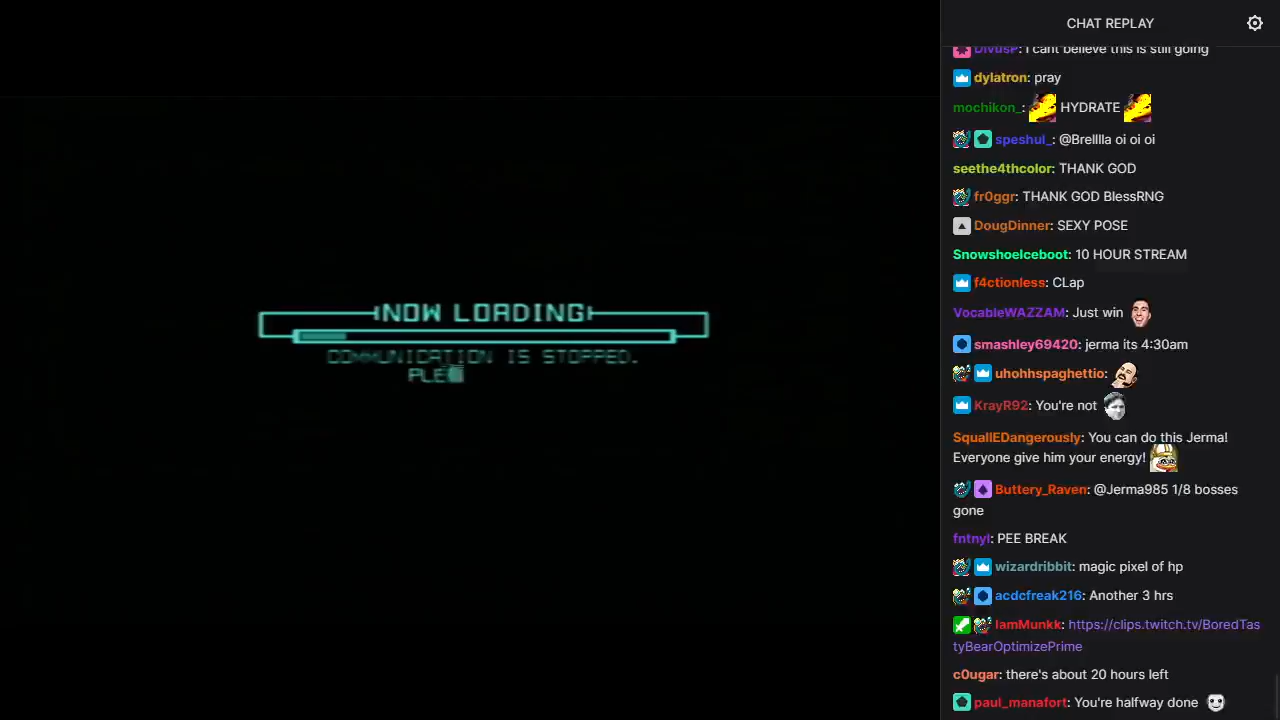 NOW LOADING
COMMUNICATION IS STOPPED.
PLE
CHAT REPLAY
DivusP: I cant believe this is still going
dylatron: pray
mochikon_: HYDRATE
speshul_: @Brelllla oi oi oi
seethe4thcolor: THANK GOD
fr0ggr: THANK GOD BlessRNG
DougDinner: SEXY POSE
Snowshoelceboot: 10 HOUR STREAM
f4ctionless: CLap
VocableWAZZAM: Just win
smashley69420: jerma its 4:30am
uhohhspaghettio:
KrayR92: You're not
SquallEDangerously: You can do this Jerma!
Everyone give him your energy!
Buttery_Raven: @Jerma985 1/8 bosses
gone
fntnyl: PEE BREAK
wizardribbit: magic pixel of hp
acdcfreak216: Another 3 hrs
IamMunkk: https://clips.twitch.tv/BoredTas
tyBearOptimizePrime
c0ugar: there's about 20 hours left
paul_manafort: You're halfway done